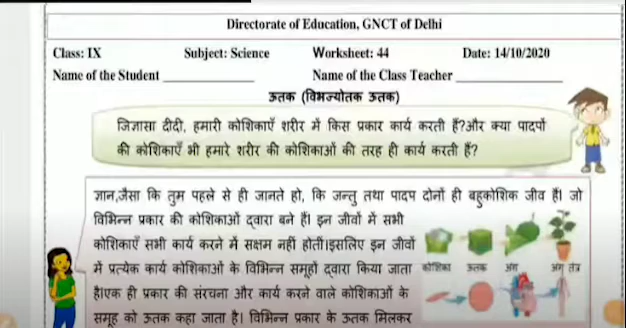 Directorate of Education, GNCT of Delhi
Class: IX Subject: Science Worksheet: 44 Date: 14/10/2020
Name of the Student ____________ Name of the Class Teacher ____________
ऊतक (विभज्योतक ऊतक)
जिज्ञासा दीदी, हमारी कोशिकाएँ शरीर में किस प्रकार कार्य करती हैं?और क्या पादपों
की कोशिकाएँ भी हमारे शरीर की कोशिकाओं की तरह ही कार्य करती हैं?
ज्ञान,जैसा कि तुम पहले से ही जानते हो, कि जन्तु तथा पादप दोनों ही बहुकोशिक जीव हैं। जो
विभिन्न प्रकार की कोशिकाओं द्वारा बने हैं। इन जीवों में सभी
कोशिकाएँ सभी कार्य करने में सक्षम नहीं होती।इसलिए इन जीवों
में प्रत्येक कार्य कोशिकाओं के विभिन्न समूहों द्वारा किया जाता
कोशिका ऊतक अंग अंग तंत्र
है।एक ही प्रकार की संरचना और कार्य करने वाले कोशिकाओं के
समूह को ऊतक कहा जाता है। विभिन्न प्रकार के ऊतक मिलकर